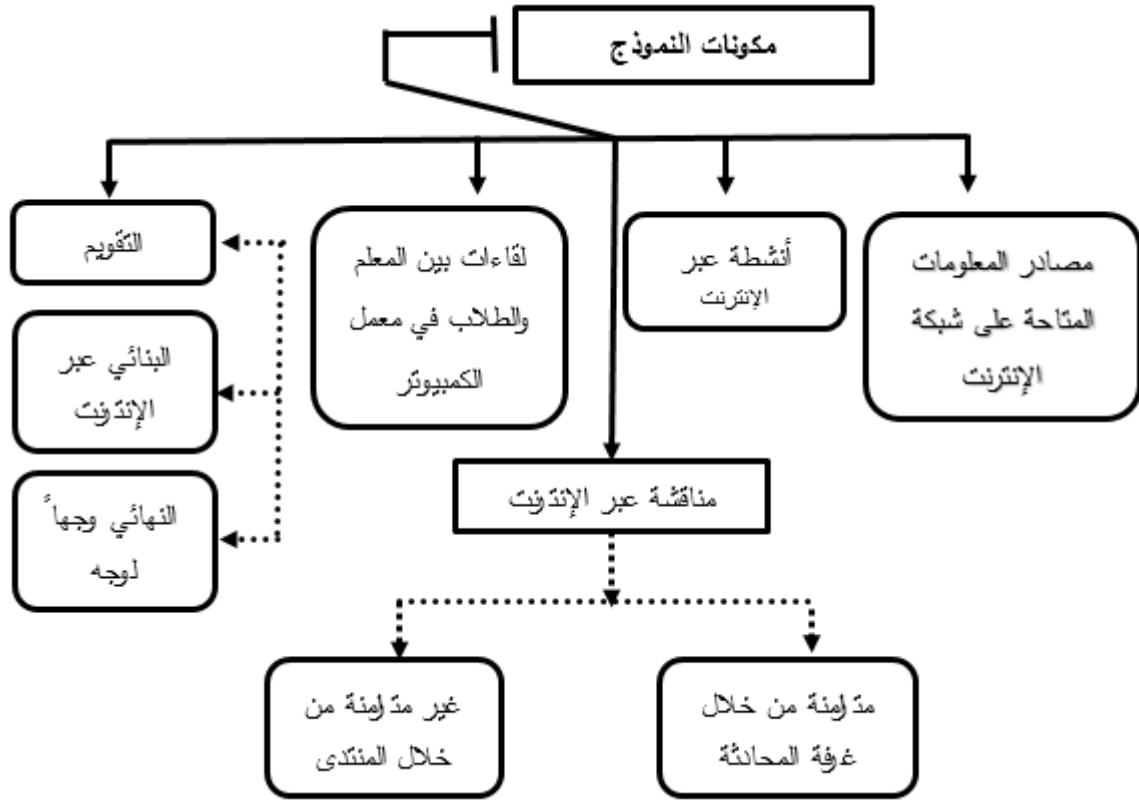 مكونات النموذج
مصادر المعلومات
المتاحة على شبكة
الإنترنت
أنشطة عبر
الإنترنت
لقاءات بين المعلم
والطلاب في معمل
الكمبيوتر
التقويم
البنائي عبر
الإنترنت
النهائي وجهاً
لوجه
مناقشة عبر الإنترنت
متزامنة من خلال
غرفة المحادثة
غير متزامنة من
خلال المنتدى